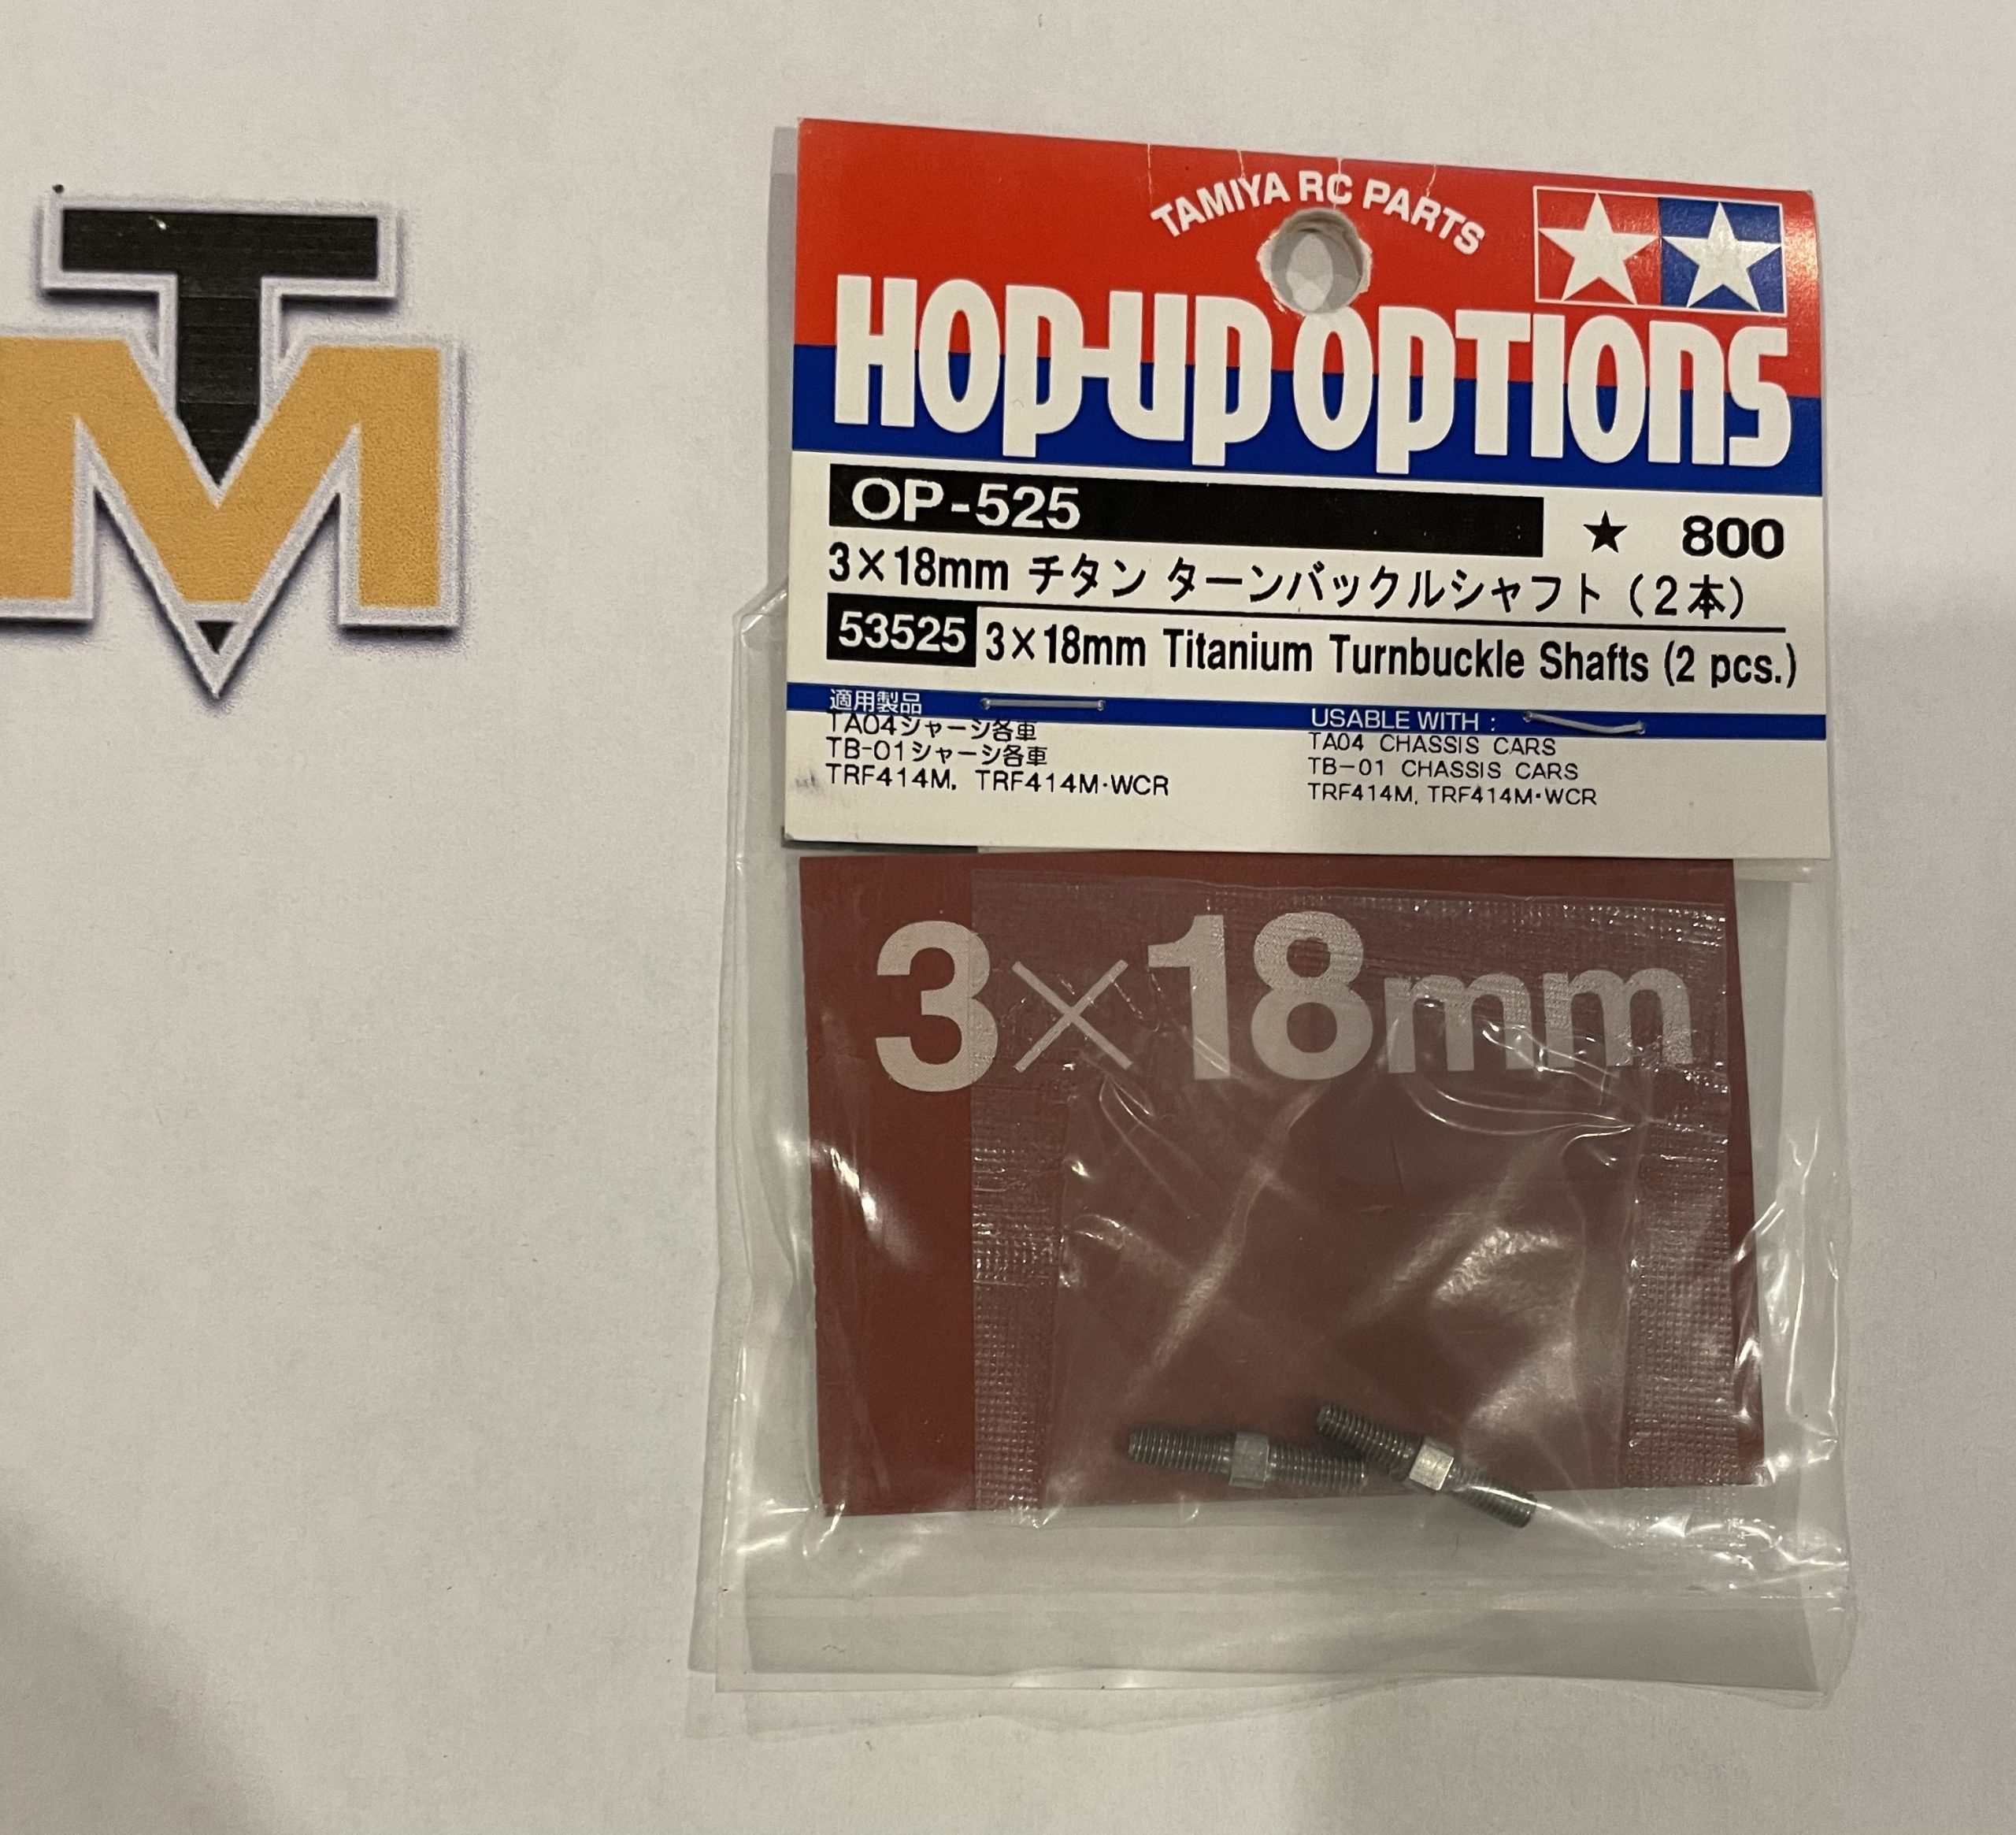 TM
TAMIYA RC PARTS
HOP-UP OPTIONS
OP-525 ★ 800
3×18mm チタン ターンバックルシャフト（2本）
53525 3×18mm Titanium Turnbuckle Shafts (2 pcs.)
適用製品
TA04シャーシ各車
TB-01シャーシ各車
TRF414M, TRF414M·WCR
USABLE WITH :
TA04 CHASSIS CARS
TB-01 CHASSIS CARS
TRF414M, TRF414M·WCR
3×18mm